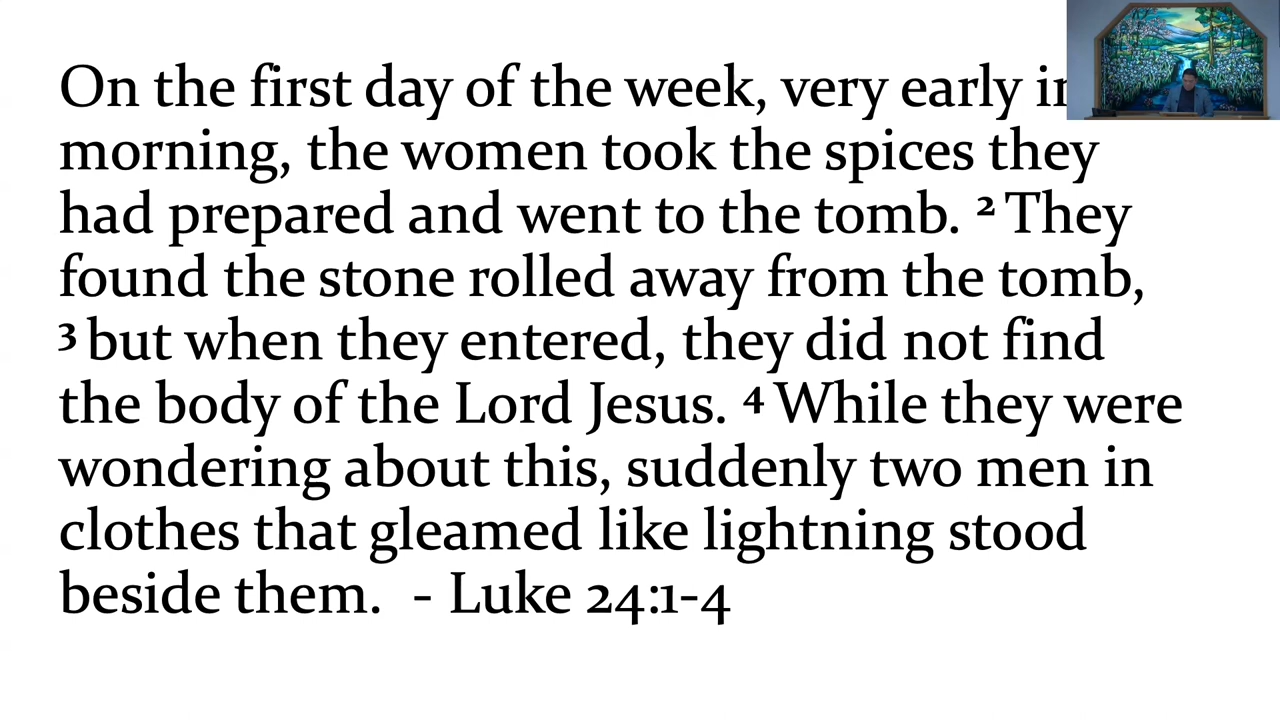 On the first day of the week, very early in
morning, the women took the spices they
had prepared and went to the tomb. ² They
found the stone rolled away from the tomb,
³ but when they entered, they did not find
the body of the Lord Jesus. ⁴ While they were
wondering about this, suddenly two men in
clothes that gleamed like lightning stood
beside them. - Luke 24:1-4